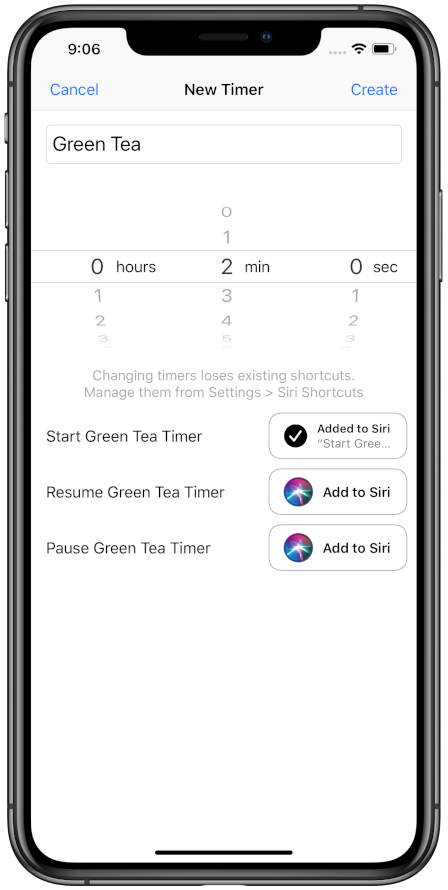 9:06
Cancel New Timer Create
Green Tea
0
1
0 hours 2 min 0 sec
1 3 1
2 4 2
3 5 3
Changing timers loses existing shortcuts.
Manage them from Settings > Siri Shortcuts
Start Green Tea Timer
Added to Siri
“Start Gree...
Resume Green Tea Timer Add to Siri
Pause Green Tea Timer Add to Siri